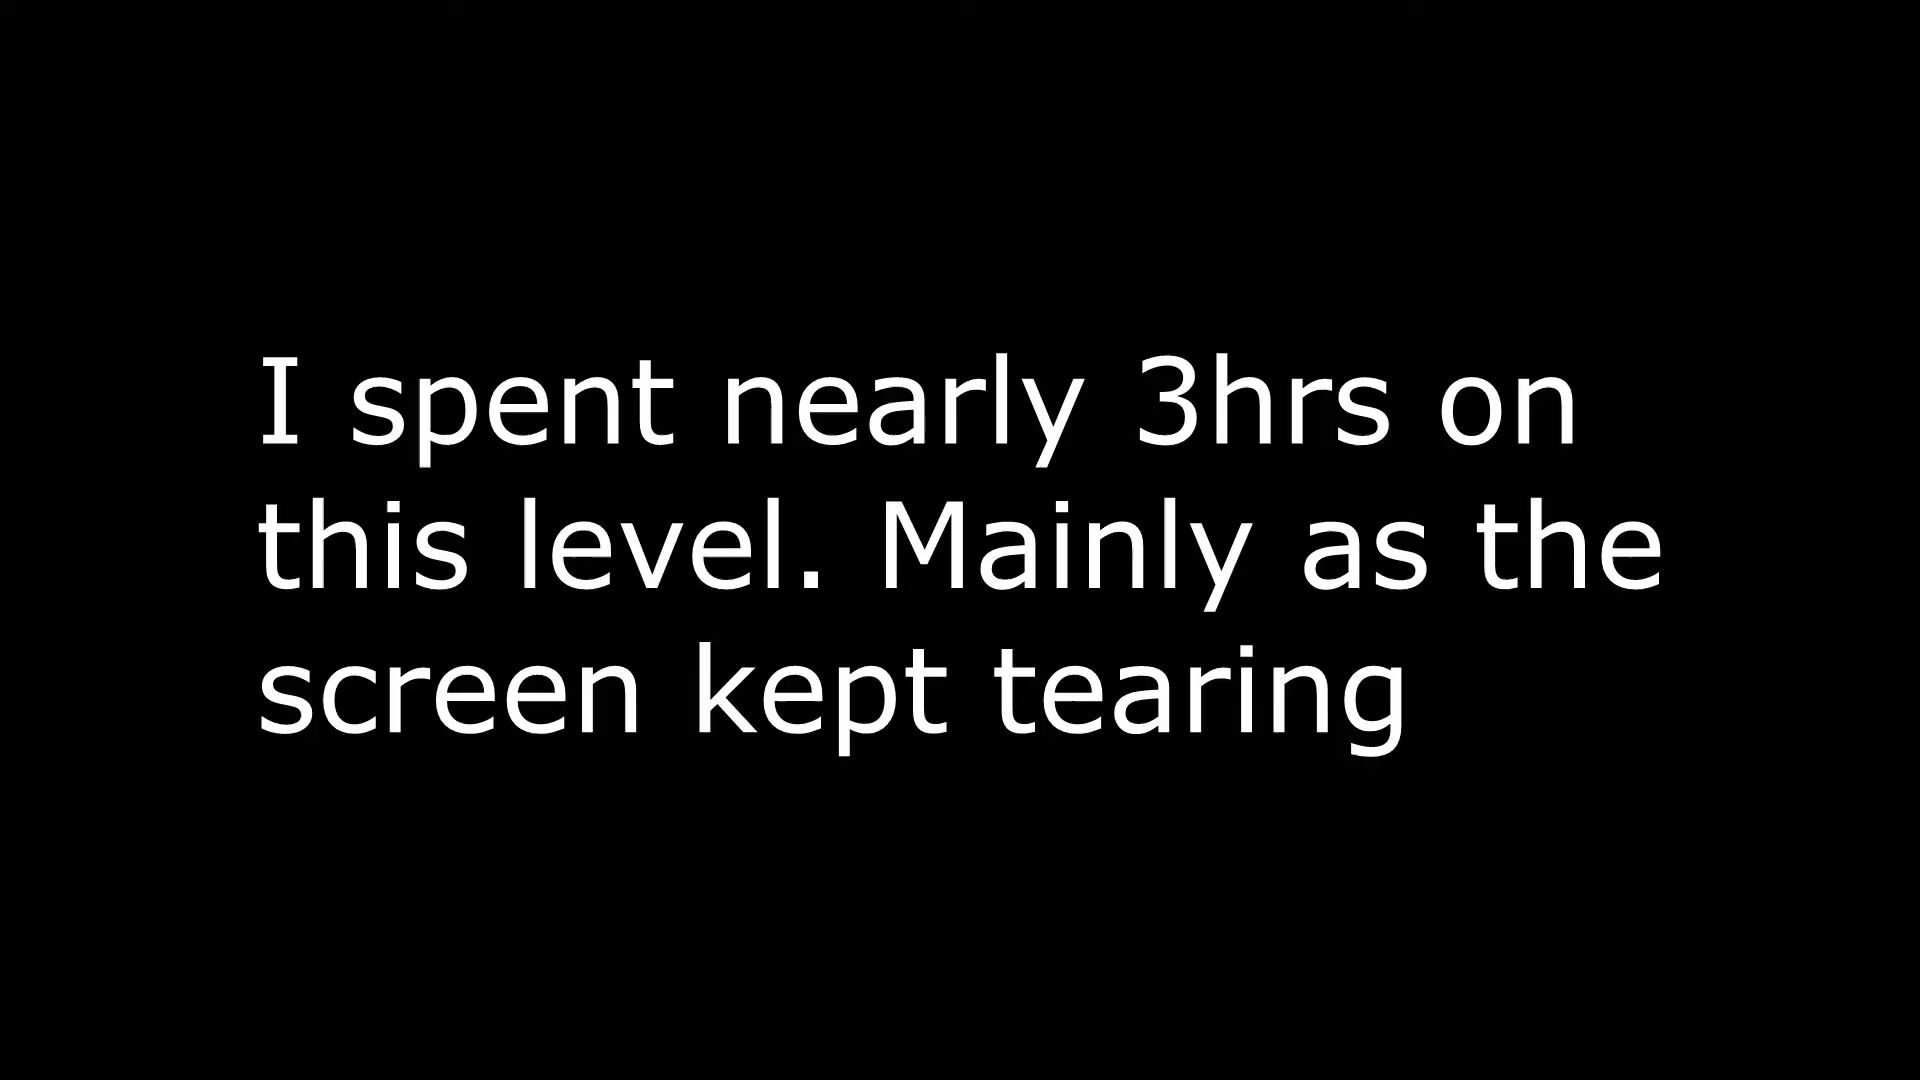 I spent nearly 3hrs on
this level. Mainly as the
screen kept tearing